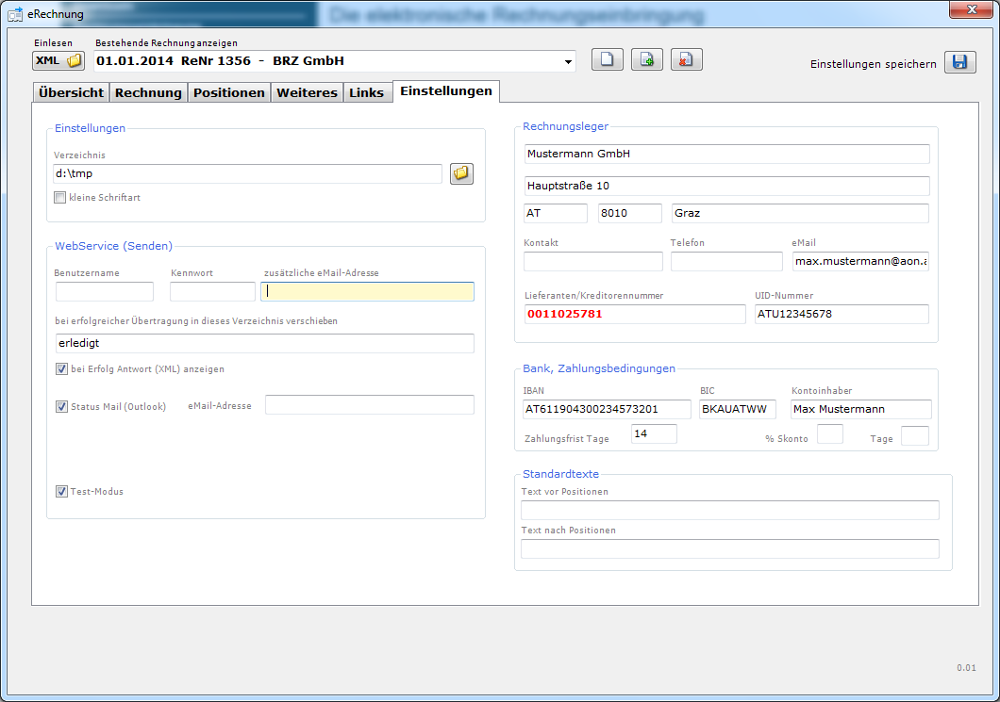 eRechnung
Die elektronische Rechnungseinbringung
Einlesen
Bestehende Rechnung anzeigen
XML
01.01.2014 ReNr 1356 - BRZ GmbH
Einstellungen speichern
Übersicht
Rechnung
Positionen
Weiteres
Links
Einstellungen
Einstellungen
Verzeichnis
d:\tmp
kleine Schriftart
WebService (Senden)
Benutzername
Kennwort
zusätzliche eMail-Adresse
bei erfolgreicher Übertragung in dieses Verzeichnis verschieben
erledigt
bei Erfolg Antwort (XML) anzeigen
Status Mail (Outlook)
eMail-Adresse
Test-Modus
Rechnungsleger
Mustermann GmbH
Hauptstraße 10
AT
8010
Graz
Kontakt
Telefon
eMail
max.mustermann@aon.a
Lieferanten/Kreditorennummer
UID-Nummer
0011025781
ATU12345678
Bank, Zahlungsbedingungen
IBAN
BIC
Kontoinhaber
AT611904300234573201
BKAUATWW
Max Mustermann
Zahlungsfrist Tage
14
% Skonto
Tage
Standardtexte
Text vor Positionen
Text nach Positionen
0.01